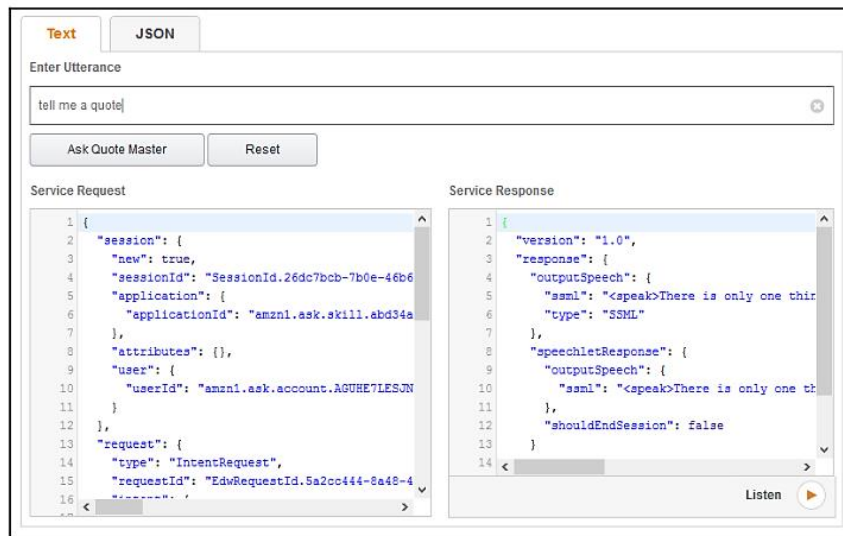 Text
JSON
Enter Utterance
tell me a quote
Ask Quote Master
Reset
Service Request
1 {
2 "session": {
3 "new": true,
4 "sessionId": "SessionId.26dc7bcb-7b0e-46b6
5 "application": {
6 "applicationId": "amzn1.ask.skill.abd34a
7 },
8 "attributes": {},
9 "user": {
10 "userId": "amzn1.ask.account.AGUHE7LESJN
11 }
12 },
13 "request": {
14 "type": "IntentRequest",
15 "requestId": "EdwRequestId.5a2cc444-8a48-4
16
Service Response
1 {
2 "version": "1.0",
3 "response": {
4 "outputSpeech": {
5 "ssml": "<speak>There is only one thin
6 "type": "SSML"
7 },
8 "speechletResponse": {
9 "outputSpeech": {
10 "ssml": "<speak>There is only one th
11 },
12 "shouldEndSession": false
13 }
14
Listen